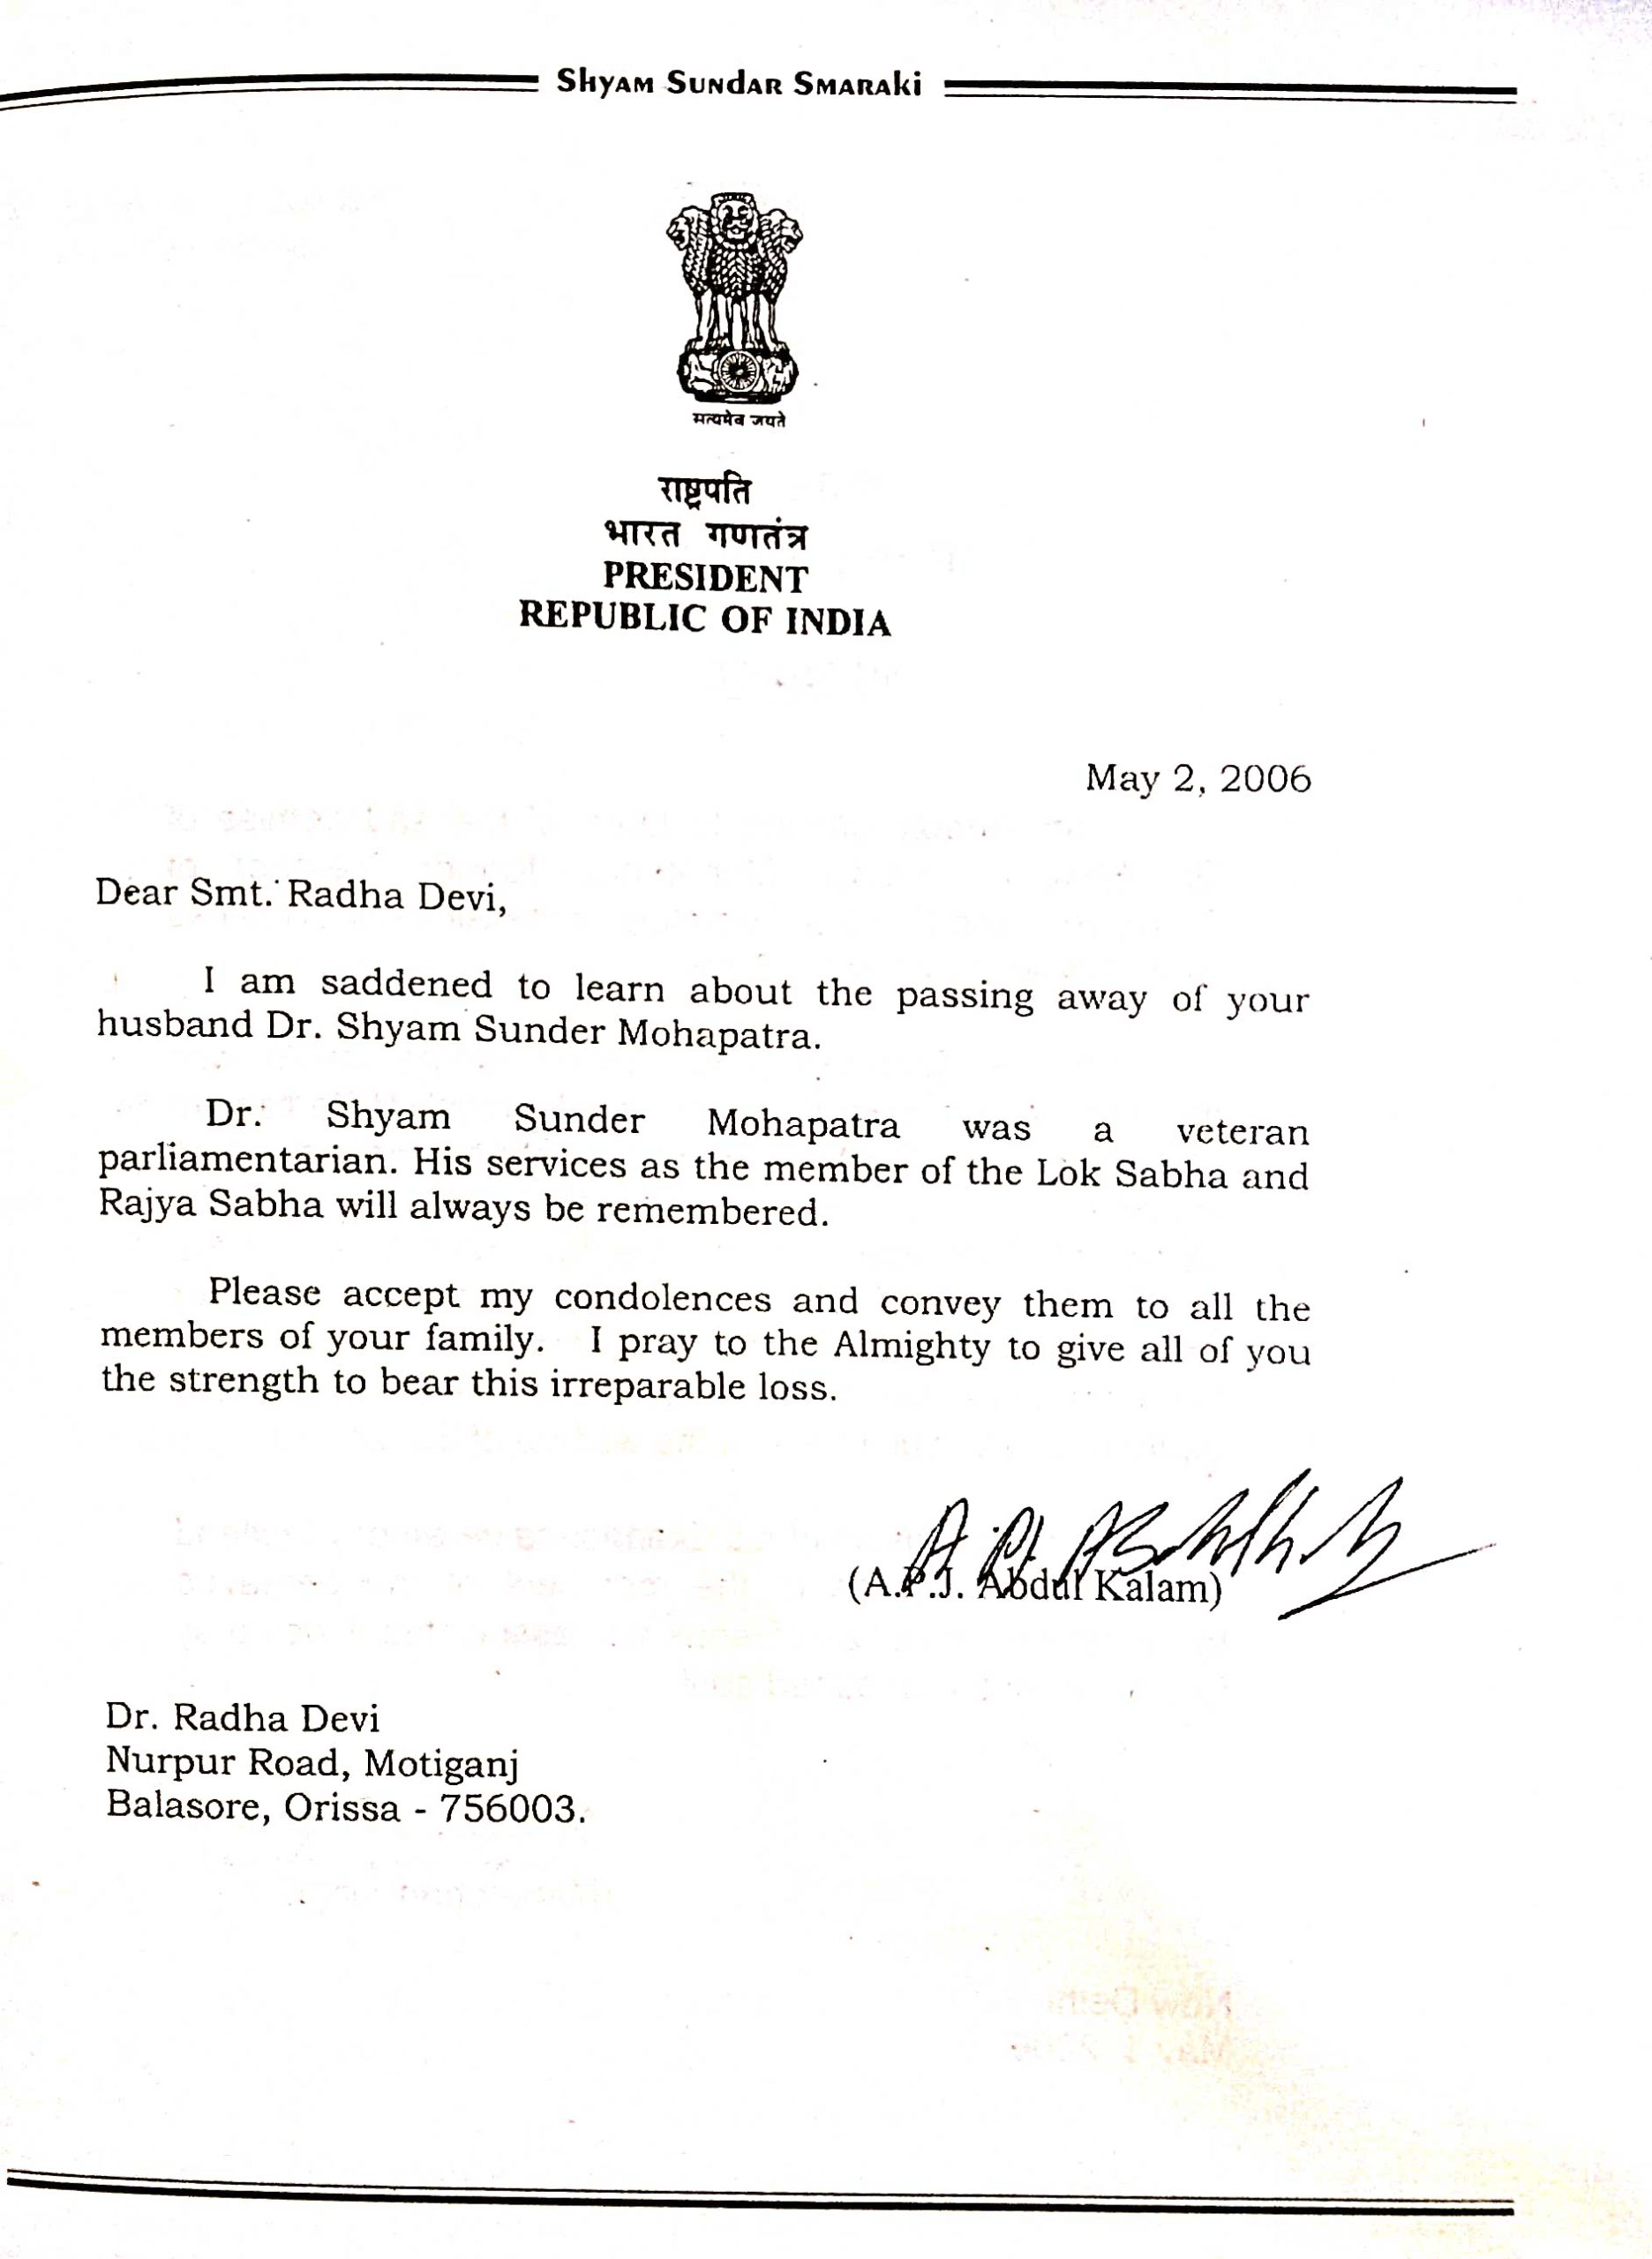 Shyam Sundar Smaraki
सत्यमेव जयते
राष्ट्रपति
भारत गणतंत्र
PRESIDENT
REPUBLIC OF INDIA
May 2, 2006
Dear Smt. Radha Devi,
I am saddened to learn about the passing away of your
husband Dr. Shyam Sunder Mohapatra.
Dr. Shyam Sunder Mohapatra was a veteran
parliamentarian. His services as the member of the Lok Sabha and
Rajya Sabha will always be remembered.
Please accept my condolences and convey them to all the
members of your family. I pray to the Almighty to give all of you
the strength to bear this irreparable loss.
(A.P.J. Abdul Kalam)
Dr. Radha Devi
Nurpur Road, Motiganj
Balasore, Orissa - 756003.